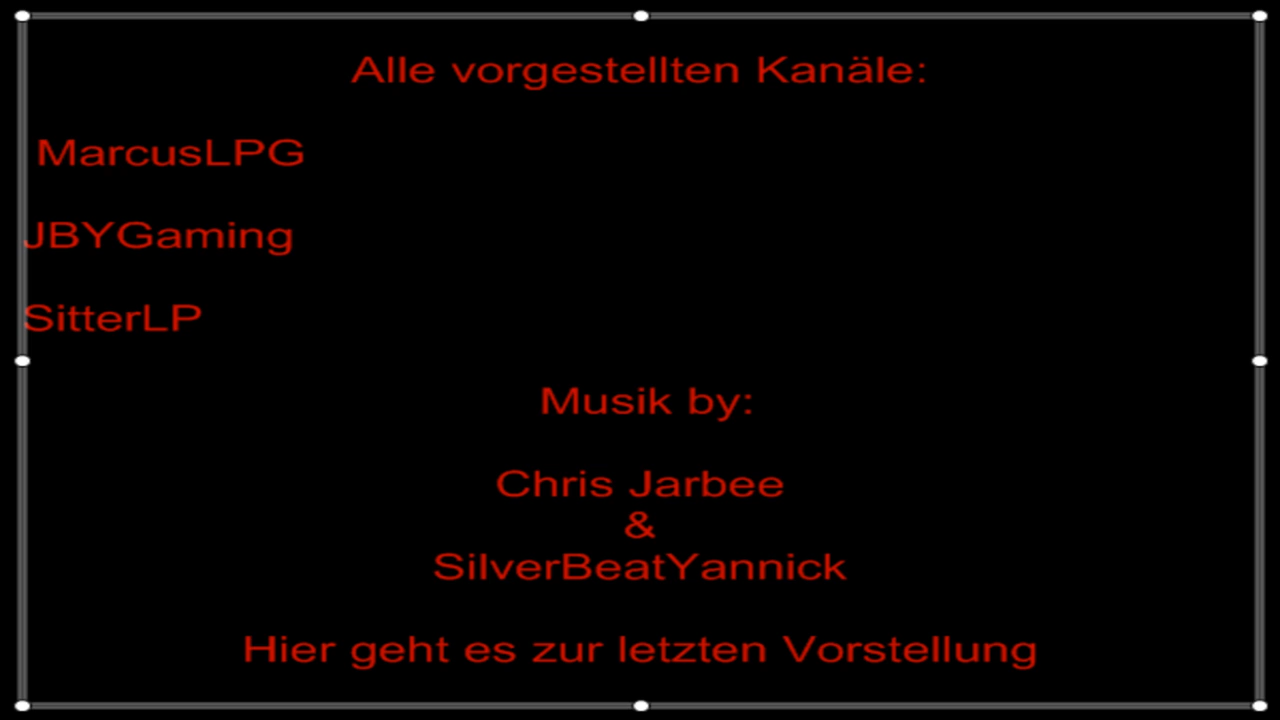 Alle vorgestellten Kanäle:
MarcusLPG
JBYGaming
SitterLP
Musik by:
Chris Jarbee
&
SilverBeatYannick
Hier geht es zur letzten Vorstellung